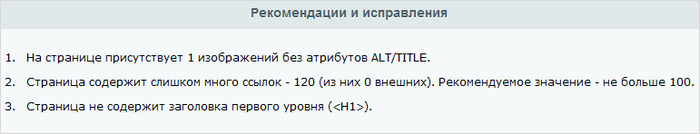 Рекомендации и исправления
1. На странице присутствует 1 изображений без атрибутов ALT/TITLE.
2. Страница содержит слишком много ссылок - 120 (из них 0 внешних). Рекомендуемое значение - не больше 100.
3. Страница не содержит заголовка первого уровня (<H1>).